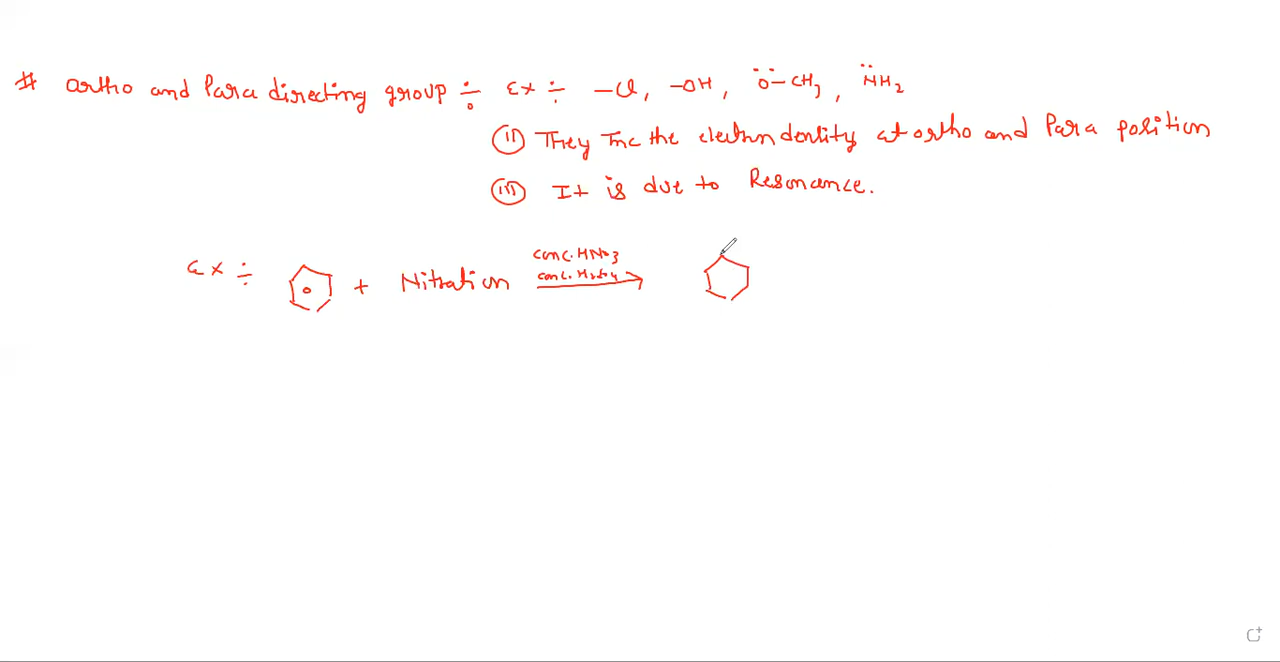 # ortho and Para directing group ÷ Ex ÷ -Cl, -OH, Ö-CH3, N̈H2
(ii) They Inc the electron density at ortho and Para position
(iii) It is due to Resonance.
conc. HNO3
Ex ÷ + Nitration conc. H2SO4